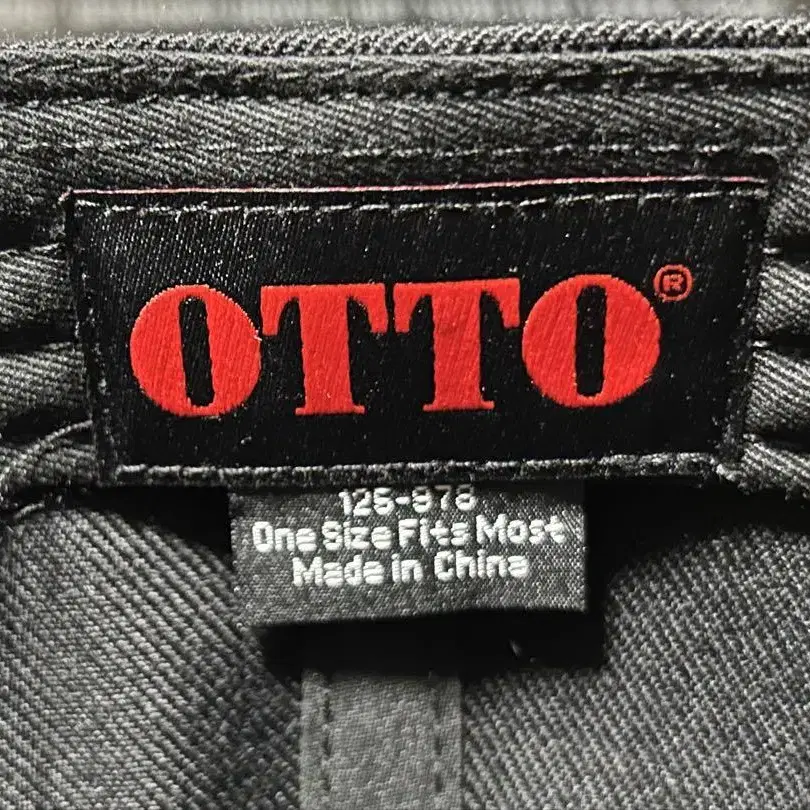 OTTO®
125-978
One Size Fits Most
Made in China